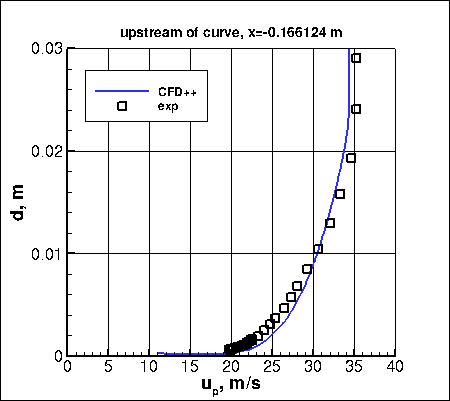 upstream of curve, x=-0.166124 m
0.03
CFD++
exp
0.02
d, m
0.01
0
0 5 10 15 20 25 30 35 40
up, m/s